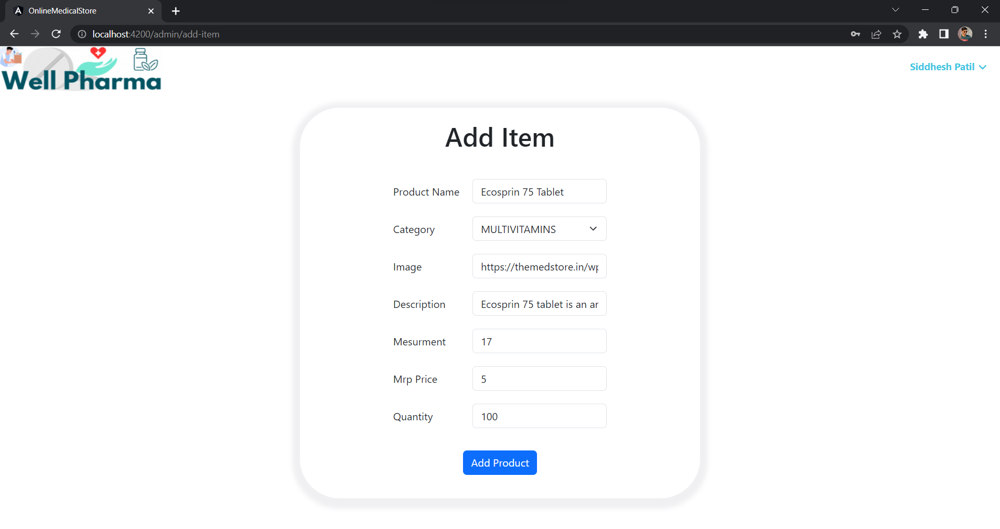 OnlineMedicalStore
localhost:4200/admin/add-item
Well Pharma
Siddhesh Patil
Add Item
Product Name Ecosprin 75 Tablet
Category MULTIVITAMINS
Image https://themedstore.in/wp
Description Ecosprin 75 tablet is an
Mesurment 17
Mrp Price 5
Quantity 100
Add Product